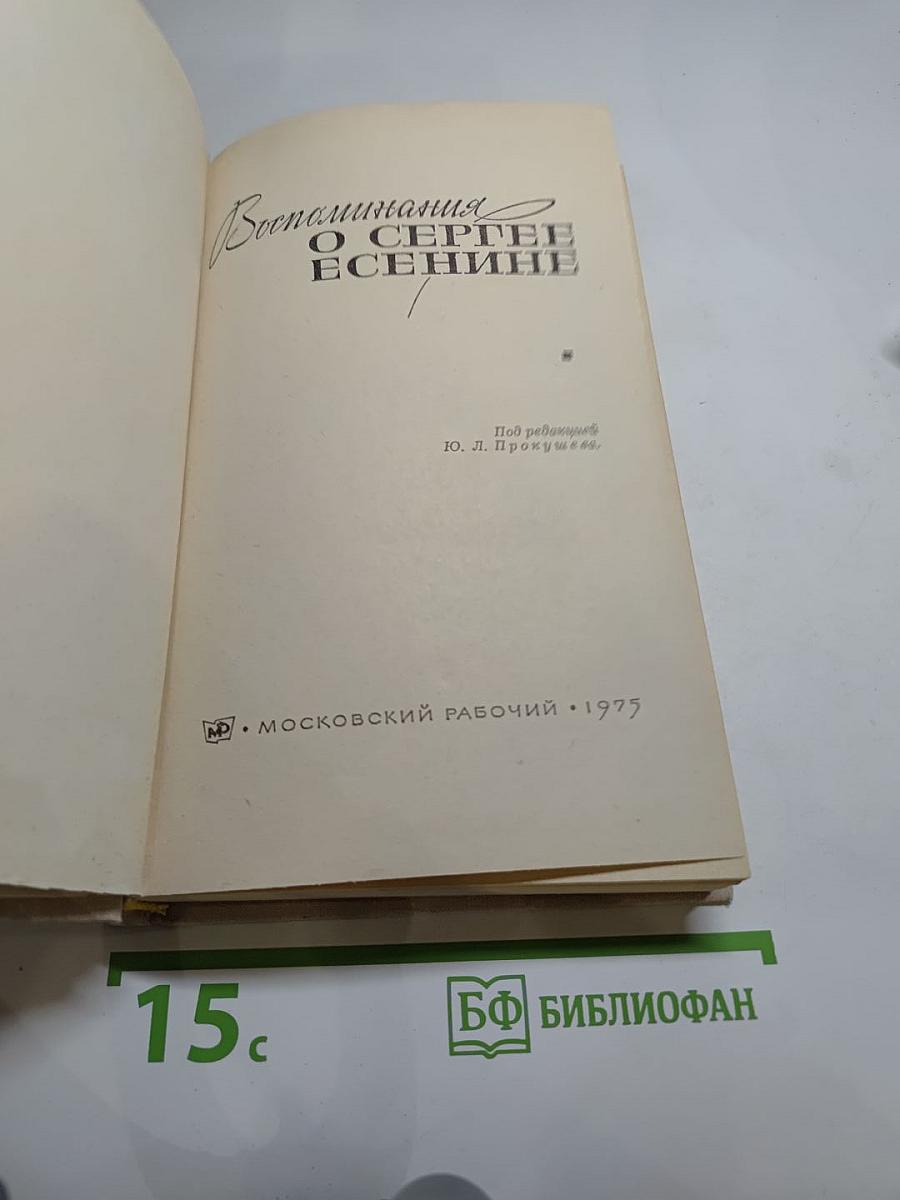 Воспоминания
О СЕРГЕЕ
ЕСЕНИНЕ
Под редакцией
Ю. Л. Прокушева
МР • МОСКОВСКИЙ РАБОЧИЙ • 1975
15с
БФ БИБЛИОФАН